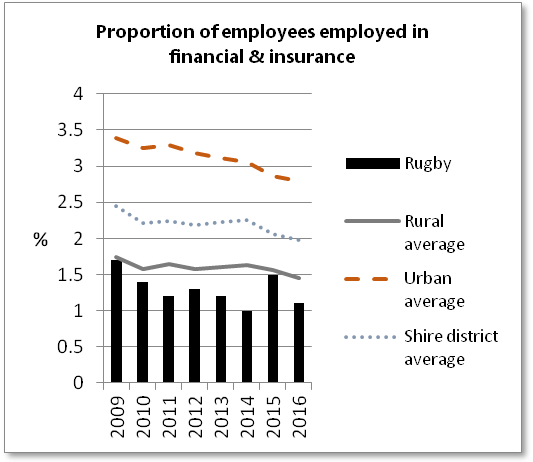 Proportion of employees employed in
financial & insurance
4
3.5
3
2.5
2
1.5
1
0.5
0
%
2009
2010
2011
2012
2013
2014
2015
2016
Rugby
Rural
average
Urban
average
Shire district
average